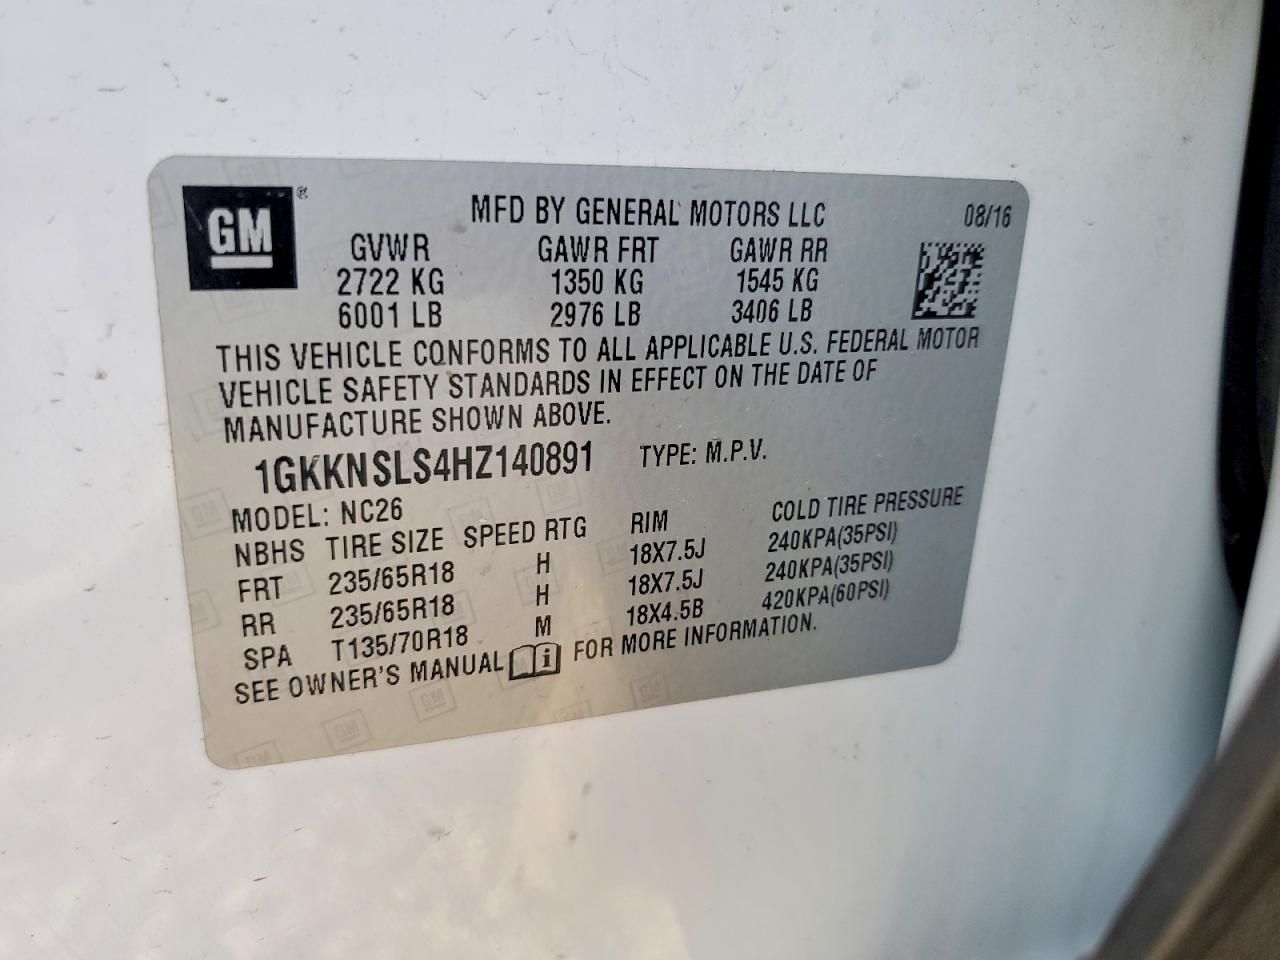 GM®
MFD BY GENERAL MOTORS LLC 08/16
GVWR GAWR FRT GAWR RR
2722 KG 1350 KG 1545 KG
6001 LB 2976 LB 3406 LB
THIS VEHICLE CONFORMS TO ALL APPLICABLE U.S. FEDERAL MOTOR
VEHICLE SAFETY STANDARDS IN EFFECT ON THE DATE OF
MANUFACTURE SHOWN ABOVE.
1GKKNSLS4HZ140891 TYPE: M.P.V.
MODEL: NC26
NBHS TIRE SIZE SPEED RTG RIM COLD TIRE PRESSURE
FRT 235/65R18 H 18X7.5J 240KPA(35PSI)
RR 235/65R18 H 18X7.5J 240KPA(35PSI)
SPA T135/70R18 M 18X4.5B 420KPA(60PSI)
SEE OWNER'S MANUAL i FOR MORE INFORMATION.